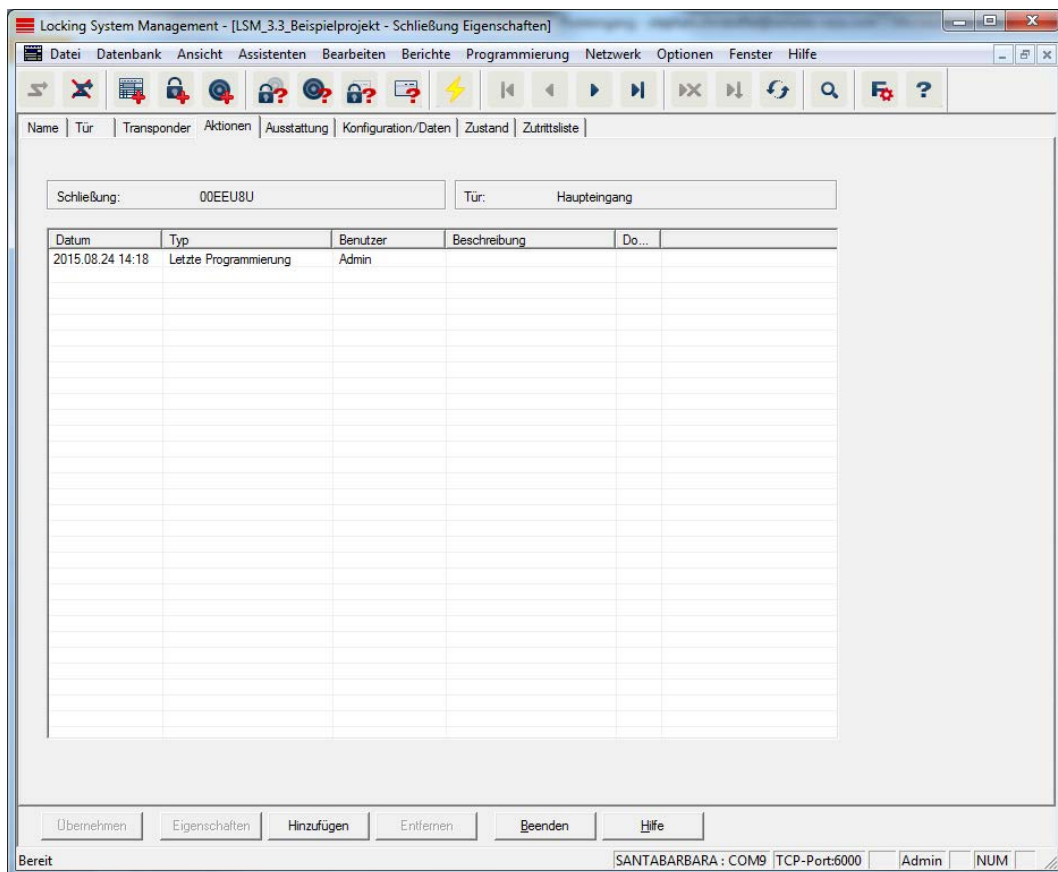 Locking System Management - [LSM_3.3_Beispielprojekt - Schließung Eigenschaften]
Datei Datenbank Ansicht Assistenten Bearbeiten Berichte Programmierung Netzwerk Optionen Fenster Hilfe
Name Tür Transponder Aktionen Ausstattung Konfiguration/Daten Zustand Zutrittsliste
Schließung: 00EEU8U Tür: Haupteingang
Datum Typ Benutzer Beschreibung Do...
2015.08.24 14:18 Letzte Programmierung Admin
Übernehmen Eigenschaften Hinzufügen Entfernen Beenden Hilfe
Bereit SANTABARBARA : COM9 TCP-Port:6000 Admin NUM